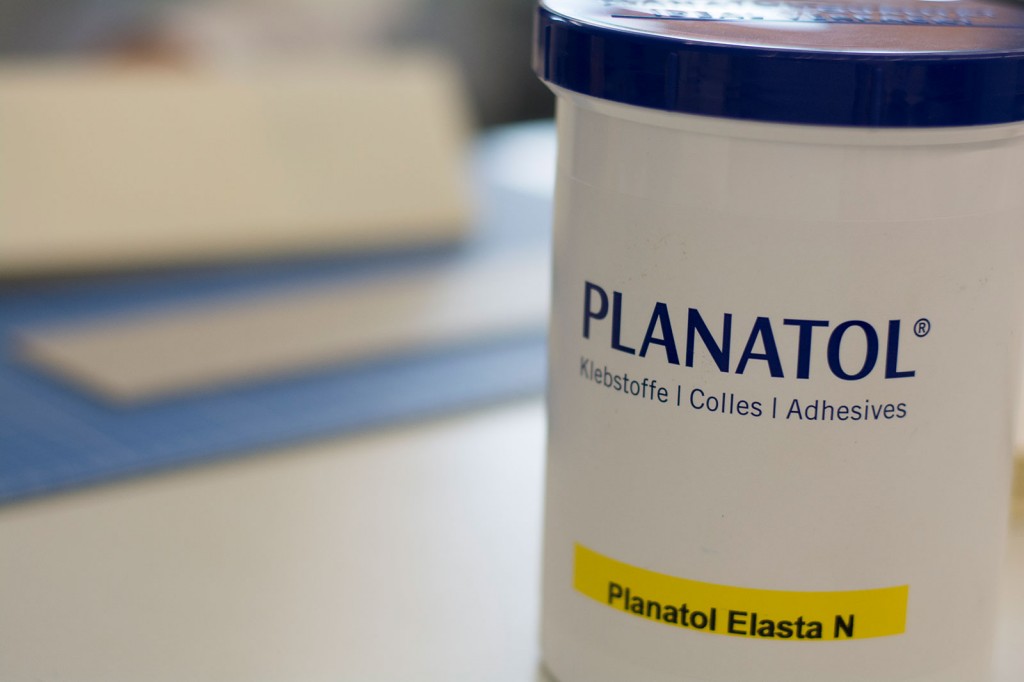 PLANATOL®
Klebstoffe | Colles | Adhesives
Planatol Elasta N